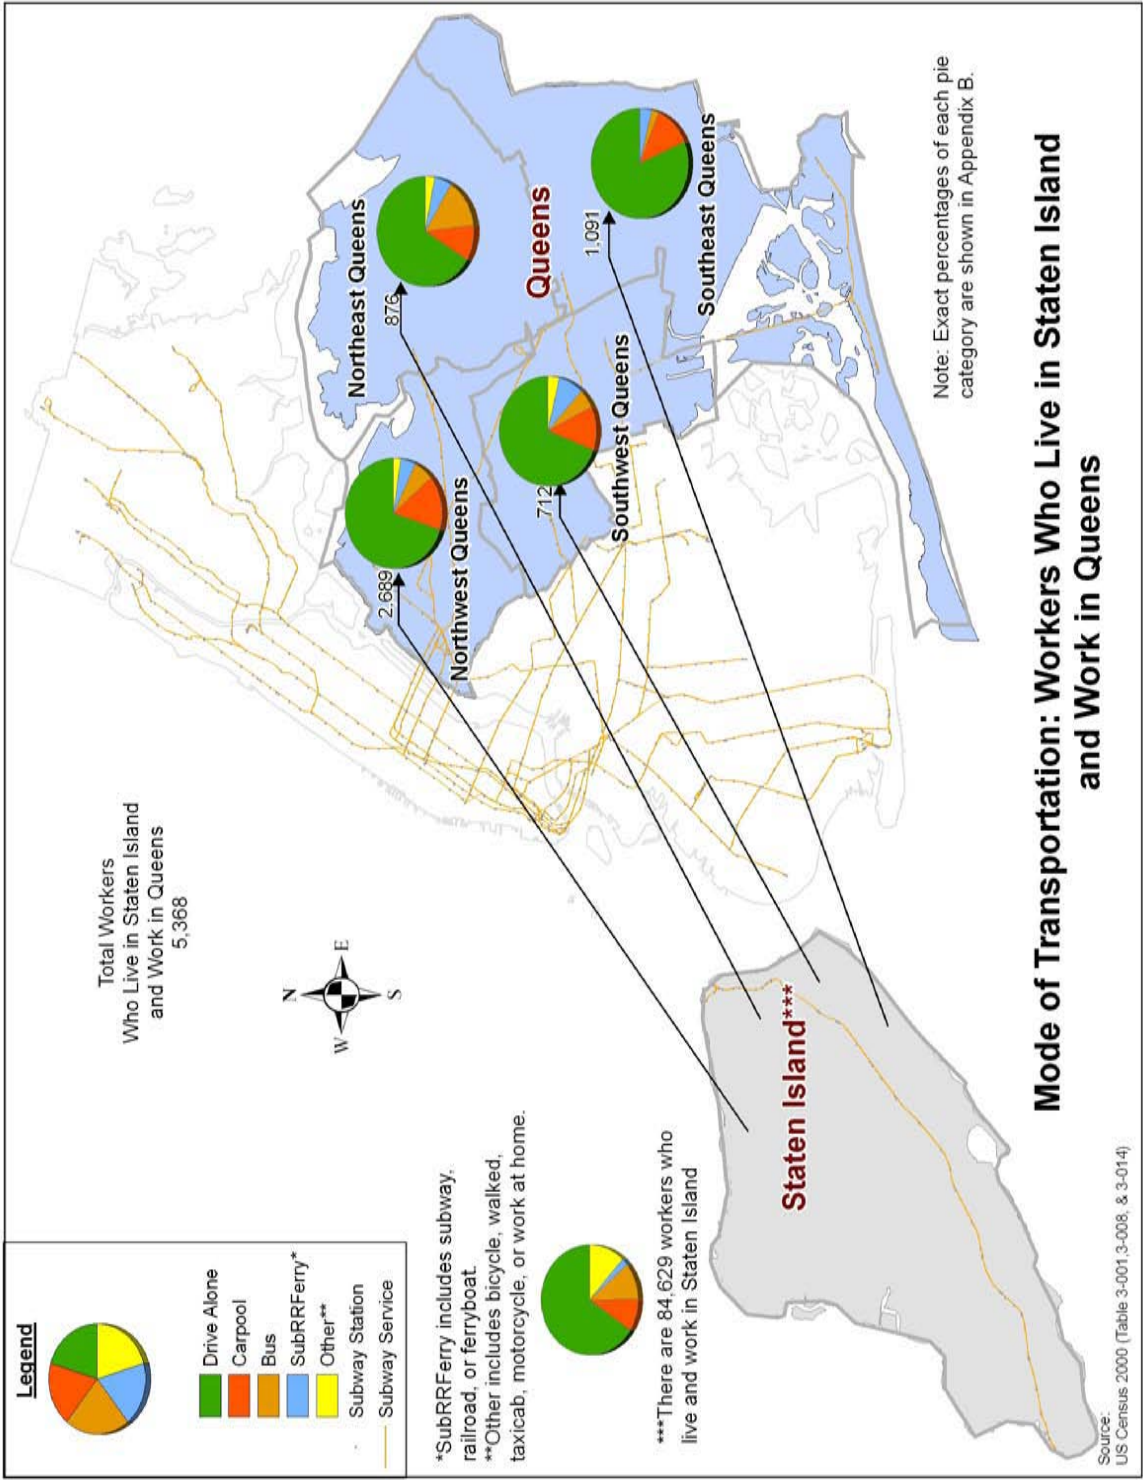 Legend
Drive Alone
Carpool
Bus
SubRRFerry*
Other**
Subway Station
Subway Service
*SubRRFerry includes subway,
railroad, or ferryboat.
**Other includes bicycle, walked,
taxicab, motorcycle, or work at home.
***There are 84,629 workers who
live and work in Staten Island
Total Workers
Who Live in Staten Island
and Work in Queens
5,368
N
W
E
S
Northeast Queens
876
Northwest Queens
2,689
Queens
Southwest Queens
712
Southeast Queens
1,091
Staten Island***
Note: Exact percentages of each pie
category are shown in Appendix B.
Mode of Transportation: Workers Who Live in Staten Island
and Work in Queens
Source:
US Census 2000 (Table 3-001,3-008, & 3-014)